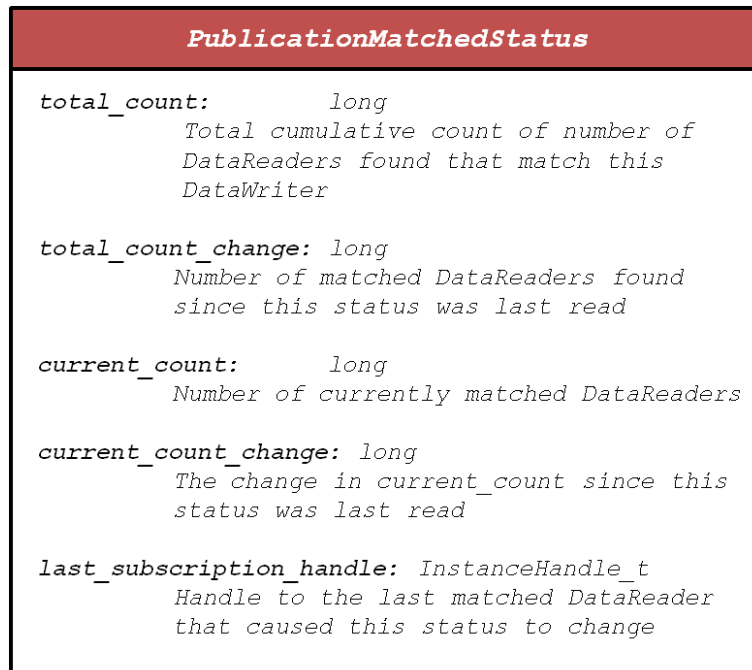 PublicationMatchedStatus
total_count: long
Total cumulative count of number of
DataReaders found that match this
DataWriter
total_count_change: long
Number of matched DataReaders found
since this status was last read
current_count: long
Number of currently matched DataReaders
current_count_change: long
The change in current_count since this
status was last read
last_subscription_handle: InstanceHandle_t
Handle to the last matched DataReader
that caused this status to change